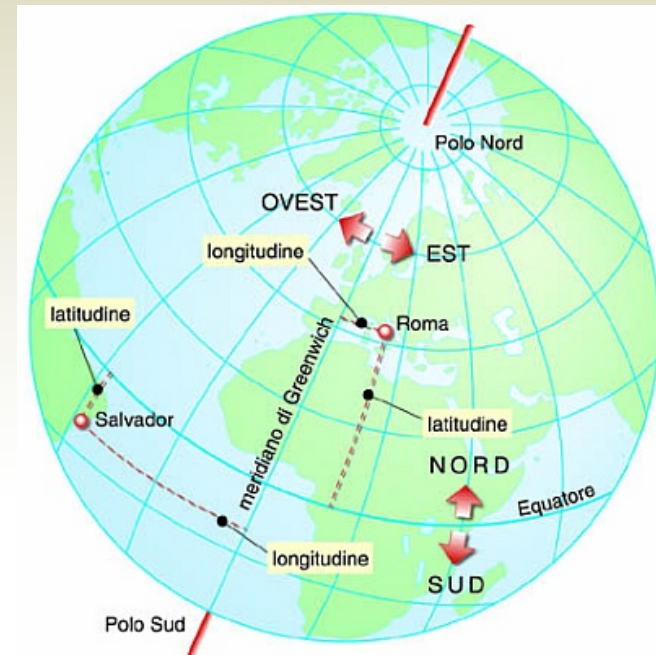 Polo Nord
OVEST
EST
longitudine
latitudine
Roma
meridiano di Greenwich
Salvador
latitudine
NORD
Equatore
longitudine
SUD
Polo Sud